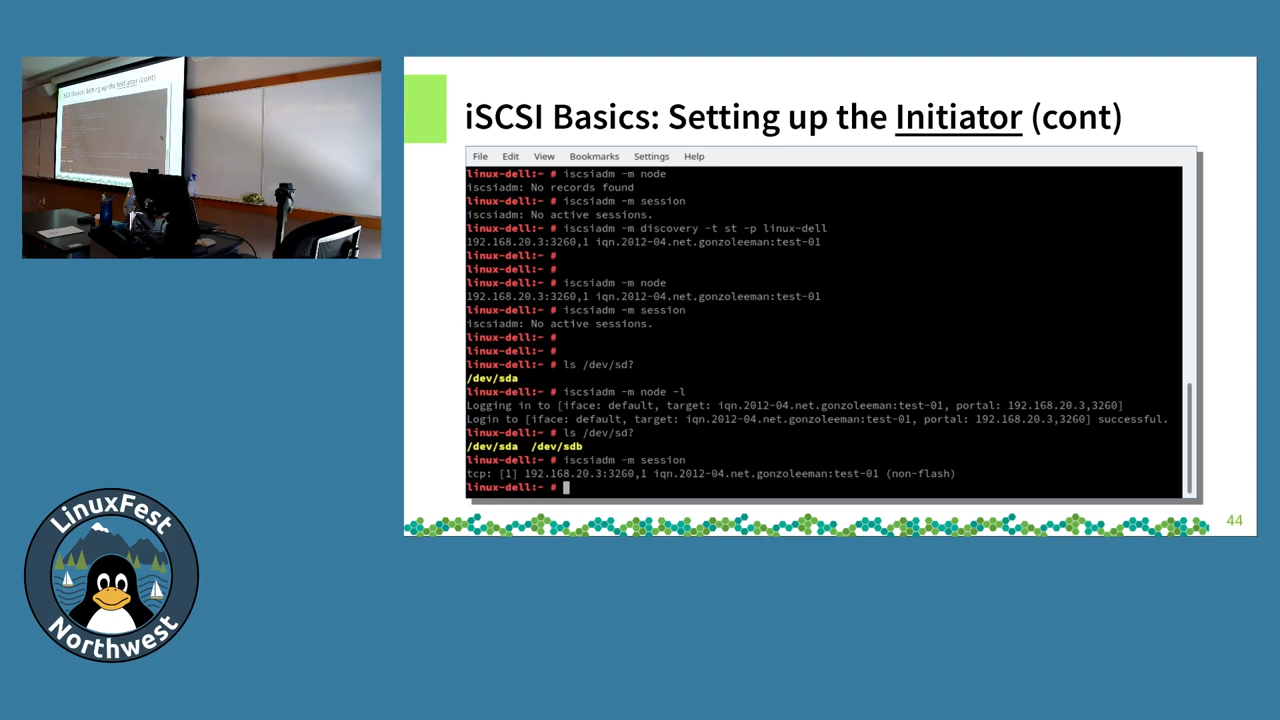 iSCSI Basics: Setting up the Initiator (cont)
File Edit View Bookmarks Settings Help
linux-dell:~ # iscsiadm -m node
iscsiadm: No records found
linux-dell:~ # iscsiadm -m session
iscsiadm: No active sessions.
linux-dell:~ # iscsiadm -m discovery -t st -p linux-dell
192.168.20.3:3260,1 iqn.2012-04.net.gonzoleeman:test-01
linux-dell:~ #
linux-dell:~ #
linux-dell:~ # iscsiadm -m node
192.168.20.3:3260,1 iqn.2012-04.net.gonzoleeman:test-01
linux-dell:~ # iscsiadm -m session
iscsiadm: No active sessions.
linux-dell:~ #
linux-dell:~ #
linux-dell:~ # ls /dev/sd?
/dev/sda
linux-dell:~ # iscsiadm -m node -l
Logging in to [iface: default, target: iqn.2012-04.net.gonzoleeman:test-01, portal: 192.168.20.3,3260]
Login to [iface: default, target: iqn.2012-04.net.gonzoleeman:test-01, portal: 192.168.20.3,3260] successful.
linux-dell:~ # ls /dev/sd?
/dev/sda /dev/sdb
linux-dell:~ # iscsiadm -m session
tcp: [1] 192.168.20.3:3260,1 iqn.2012-04.net.gonzoleeman:test-01 (non-flash)
linux-dell:~ #
44
iSCSI Basics: Setting up the Initiator (cont)
LinuxFest
Northwest